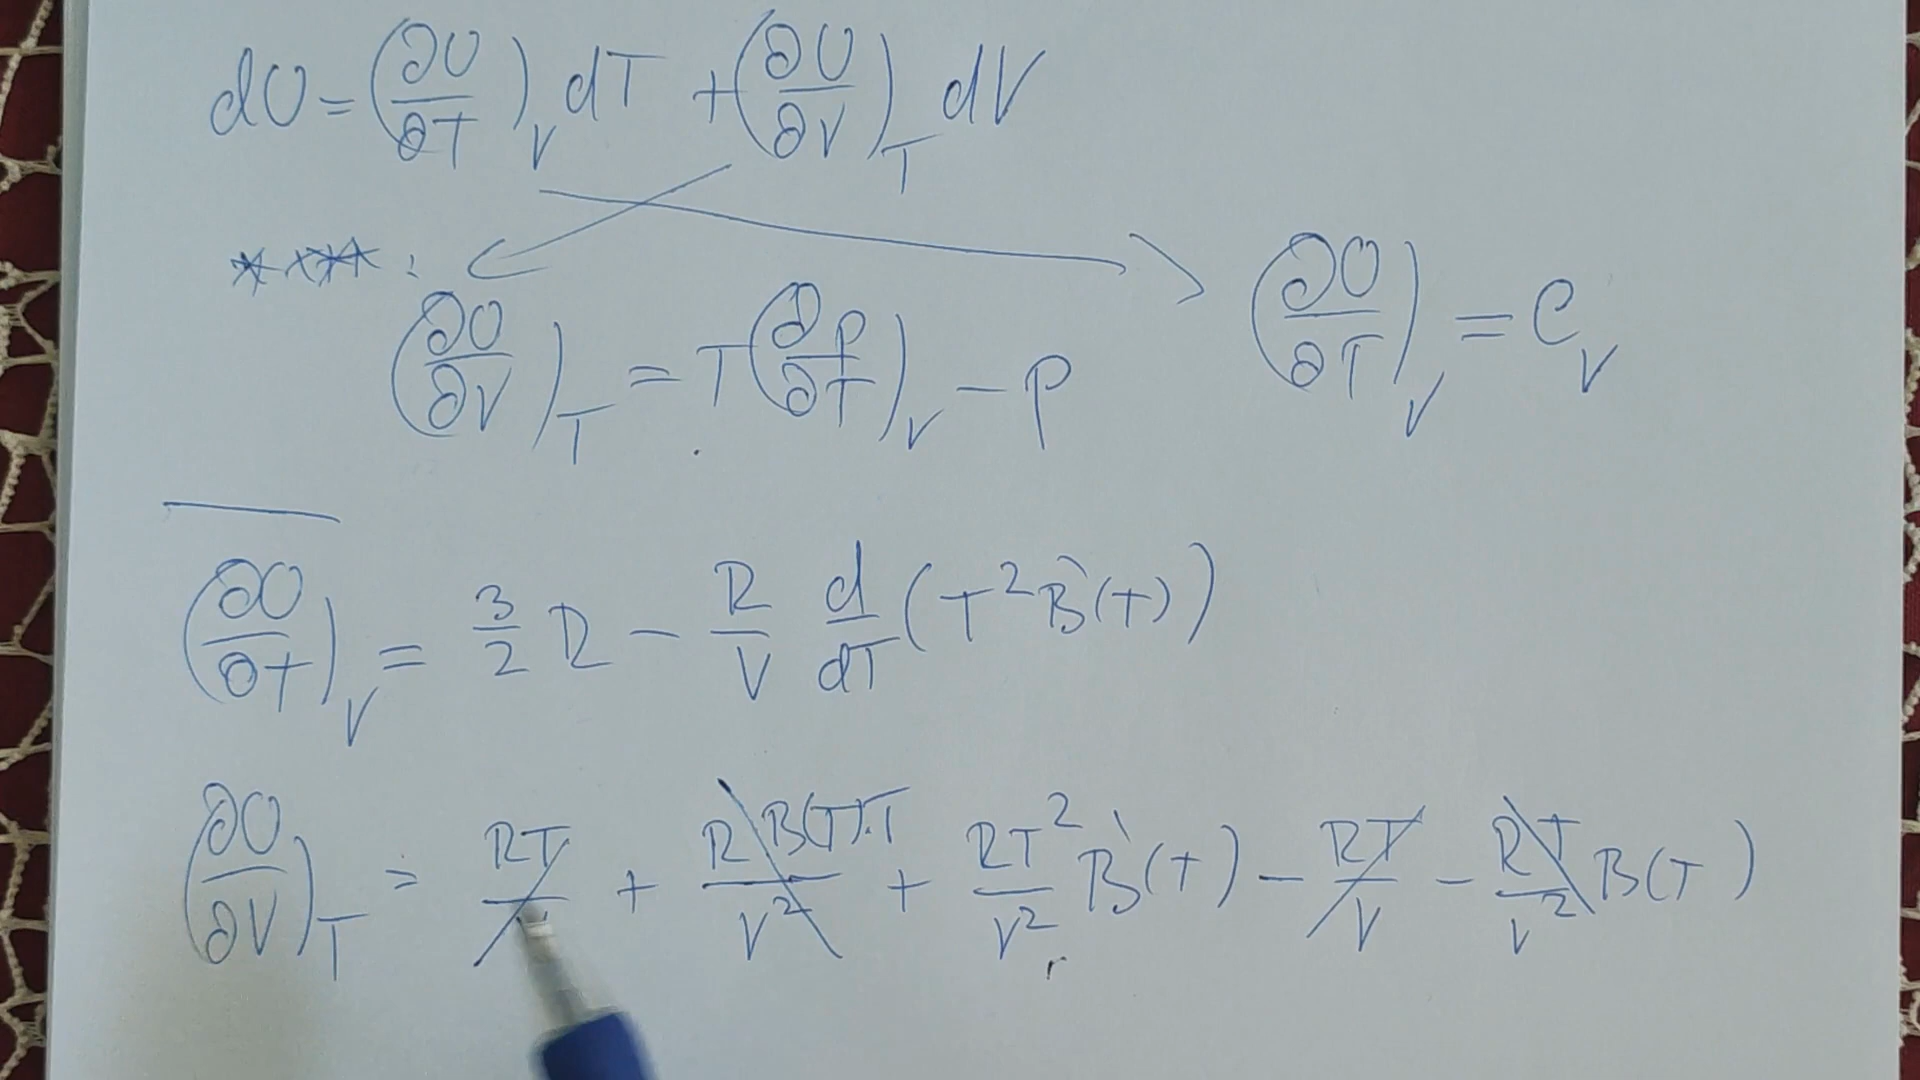 dU = (∂U/∂T)_V dT + (∂U/∂V)_T dV
****:
(∂U/∂V)_T = T(∂p/∂T)_V - p
(∂U/∂T)_V = C_V
(∂U/∂T)_V = 3/2 R - R/V d/dT (T² B'(T))
(∂U/∂V)_T = RT/V + R B(T).T/V² + RT²/V² B'(T) - RT/V - RT/V² B(T)